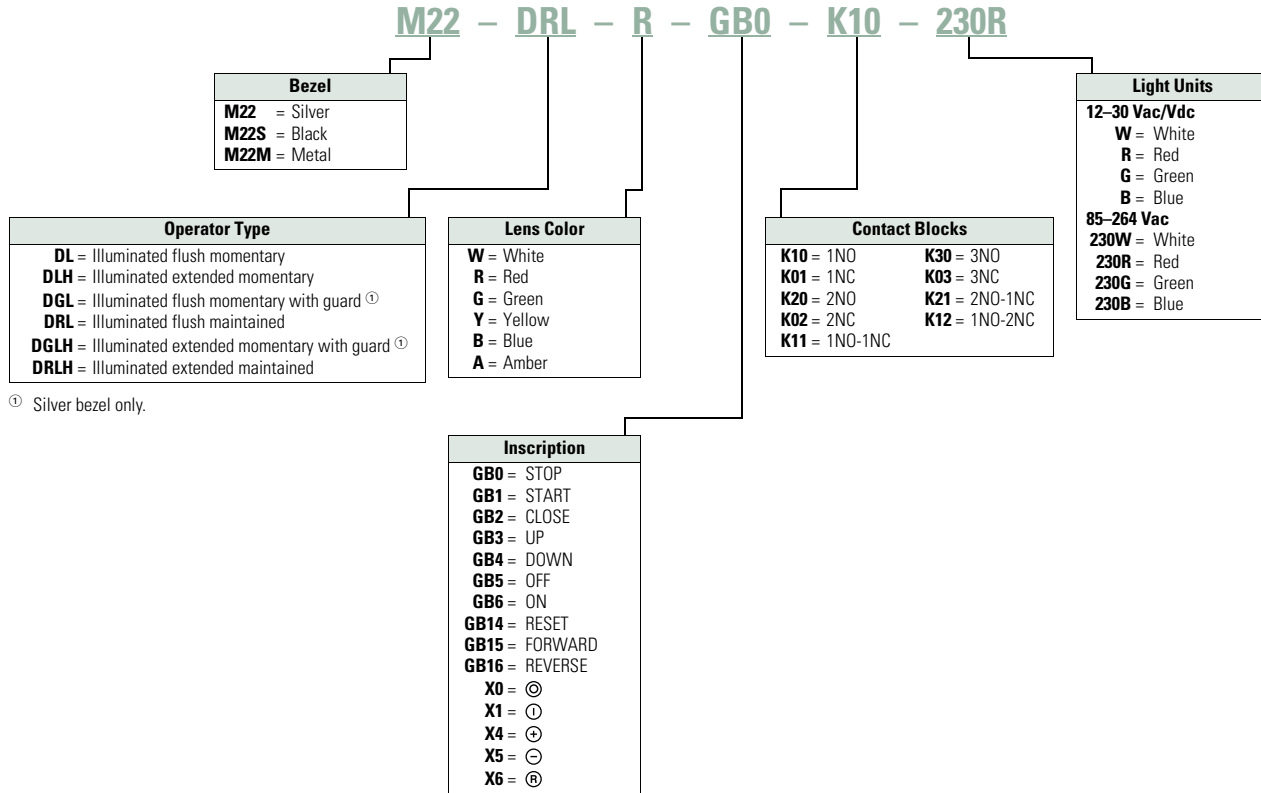 M22 – DRL – R – GB0 – K10 – 230R
Bezel
M22 = Silver
M22S = Black
M22M = Metal
Operator Type
DL = Illuminated flush momentary
DLH = Illuminated extended momentary
DGL = Illuminated flush momentary with guard ①
DRL = Illuminated flush maintained
DGLH = Illuminated extended momentary with guard ①
DRLH = Illuminated extended maintained
① Silver bezel only.
Lens Color
W = White
R = Red
G = Green
Y = Yellow
B = Blue
A = Amber
Inscription
GB0 = STOP
GB1 = START
GB2 = CLOSE
GB3 = UP
GB4 = DOWN
GB5 = OFF
GB6 = ON
GB14 = RESET
GB15 = FORWARD
GB16 = REVERSE
X0 = ⌾
X1 = ⏼
X4 = ⊕
X5 = ⊖
X6 = Ⓡ
Contact Blocks
K10 = 1NO K30 = 3NO
K01 = 1NC K03 = 3NC
K20 = 2NO K21 = 2NO-1NC
K02 = 2NC K12 = 1NO-2NC
K11 = 1NO-1NC
Light Units
12–30 Vac/Vdc
W = White
R = Red
G = Green
B = Blue
85–264 Vac
230W = White
230R = Red
230G = Green
230B = Blue